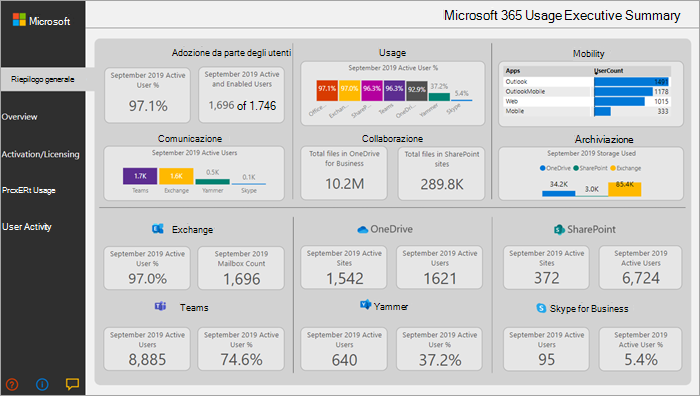 Microsoft
Microsoft 365 Usage Executive Summary
Riepilogo generale
Overview
Activation/Licensing
PrcxERt Usage
User Activity
Adozione da parte degli utenti
September 2019 Active
User %
97.1%
September 2019 Active
and Enabled Users
1,696 of 1.746
Usage
September 2019 Active User %
97.1% 97.0% 96.3% 96.3% 92.9% 37.2% 5.4%
Office... Exchan... ShareP... Teams OneDri... Yammer Skype
Mobility
Apps UserCount
Outlook 1491
OutlookMobile 1178
Web 1015
Mobile 333
Comunicazione
September 2019 Active Users
1.7K 1.6K 0.5K 0.1K
Teams Exchange Yammer Skype
Collaborazione
Total files in OneDrive
for Business
10.2M
Total files in SharePoint
sites
289.8K
Archiviazione
September 2019 Storage Used
OneDrive SharePoint Exchange
34.2K 3.0K 85.4K
Exchange
September 2019 Active
User %
97.0%
September 2019
Mailbox Count
1,696
OneDrive
September 2019 Active
Sites
1,542
September 2019 Active
Users
1621
SharePoint
September 2019 Active
Sites
372
September 2019 Active
Users
6,724
Teams
September 2019 Active
Users
8,885
September 2019 Active
User %
74.6%
Yammer
September 2019 Active
Users
640
September 2019 Active
User %
37.2%
Skype for Business
September 2019 Active
Users
95
September 2019 Active
User %
5.4%